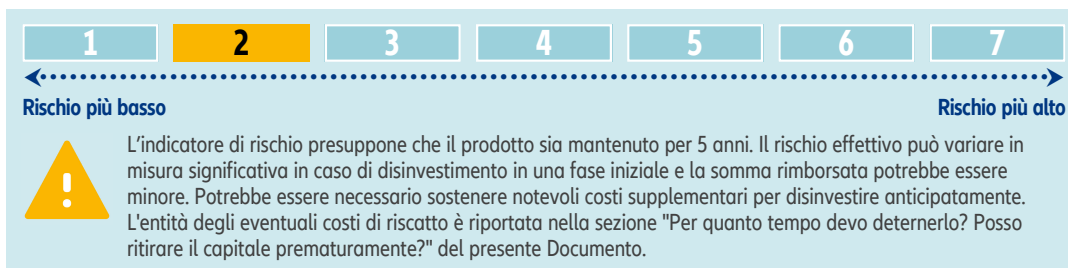 1 2 3 4 5 6 7
Rischio più basso Rischio più alto
L'indicatore di rischio presuppone che il prodotto sia mantenuto per 5 anni. Il rischio effettivo può variare in
misura significativa in caso di disinvestimento in una fase iniziale e la somma rimborsata potrebbe essere
minore. Potrebbe essere necessario sostenere notevoli costi supplementari per disinvestire anticipatamente.
L'entità degli eventuali costi di riscatto è riportata nella sezione "Per quanto tempo devo deternerlo? Posso
ritirare il capitale prematuramente?" del presente Documento.